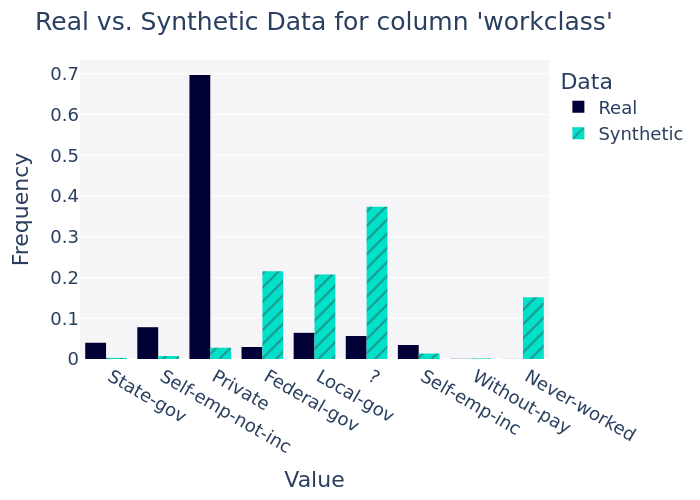 Real vs. Synthetic Data for column 'workclass'
Data
Real
Synthetic
Frequency
0.7
0.6
0.5
0.4
0.3
0.2
0.1
0
State-gov
Self-emp-not-inc
Private
Federal-gov
Local-gov
?
Self-emp-inc
Without-pay
Never-worked
Value